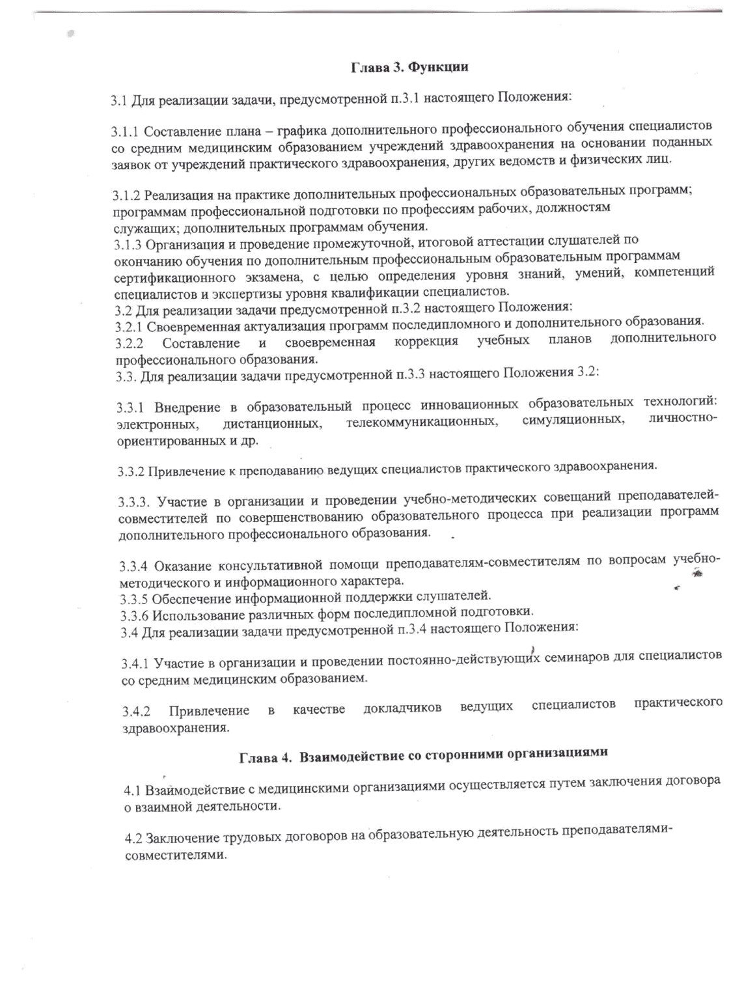 Глава 3. Функции
3.1 Для реализации задачи, предусмотренной п.3.1 настоящего Положения:
3.1.1 Составление плана – графика дополнительного профессионального обучения специалистов
со средним медицинским образованием учреждений здравоохранения на основании поданных
заявок от учреждений практического здравоохранения, других ведомств и физических лиц.
3.1.2 Реализация на практике дополнительных профессиональных образовательных программ;
программам профессиональной подготовки по профессиям рабочих, должностям
служащих; дополнительных программам обучения.
3.1.3 Организация и проведение промежуточной, итоговой аттестации слушателей по
окончанию обучения по дополнительным профессиональным образовательным программам
сертификационного экзамена, с целью определения уровня знаний, умений, компетенций
специалистов и экспертизы уровня квалификации специалистов.
3.2 Для реализации задачи предусмотренной п.3.2 настоящего Положения:
3.2.1 Своевременная актуализация программ последипломного и дополнительного образования.
3.2.2 Составление и своевременная коррекция учебных планов дополнительного
профессионального образования.
3.3. Для реализации задачи предусмотренной п.3.3 настоящего Положения 3.2:
3.3.1 Внедрение в образовательный процесс инновационных образовательных технологий:
электронных, дистанционных, телекоммуникационных, симуляционных, личностно-
ориентированных и др.
3.3.2 Привлечение к преподаванию ведущих специалистов практического здравоохранения.
3.3.3. Участие в организации и проведении учебно-методических совещаний преподавателей-
совместителей по совершенствованию образовательного процесса при реализации программ
дополнительного профессионального образования.
3.3.4 Оказание консультативной помощи преподавателям-совместителям по вопросам учебно-
методического и информационного характера.
3.3.5 Обеспечение информационной поддержки слушателей.
3.3.6 Использование различных форм последипломной подготовки.
3.4 Для реализации задачи предусмотренной п.3.4 настоящего Положения:
3.4.1 Участие в организации и проведении постоянно-действующих семинаров для специалистов
со средним медицинским образованием.
3.4.2 Привлечение в качестве докладчиков ведущих специалистов практического
здравоохранения.
Глава 4. Взаимодействие со сторонними организациями
4.1 Взаимодействие с медицинскими организациями осуществляется путем заключения договора
о взаимной деятельности.
4.2 Заключение трудовых договоров на образовательную деятельность преподавателями-
совместителями.